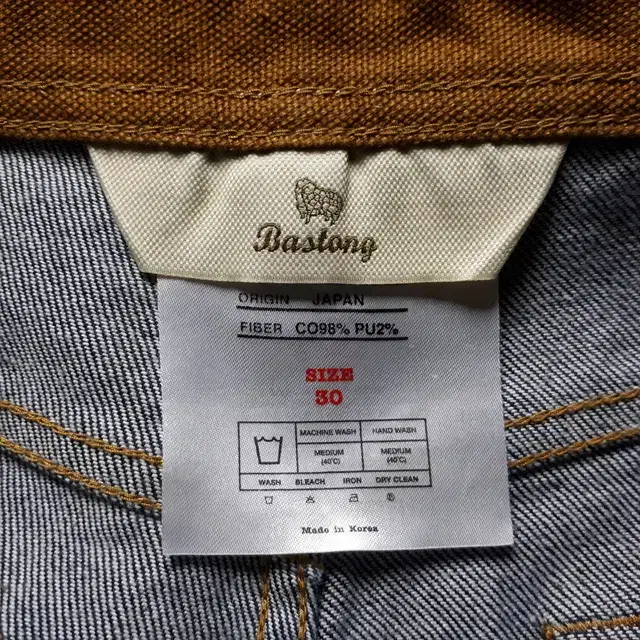 Bastong
ORIGIN JAPAN
FIBER CO98% PU2%
SIZE
30
MACHINE WASH HAND WASH
MEDIUM (40°C) MEDIUM (40°C)
WASH BLEACH IRON DRY CLEAN
Made in Korea